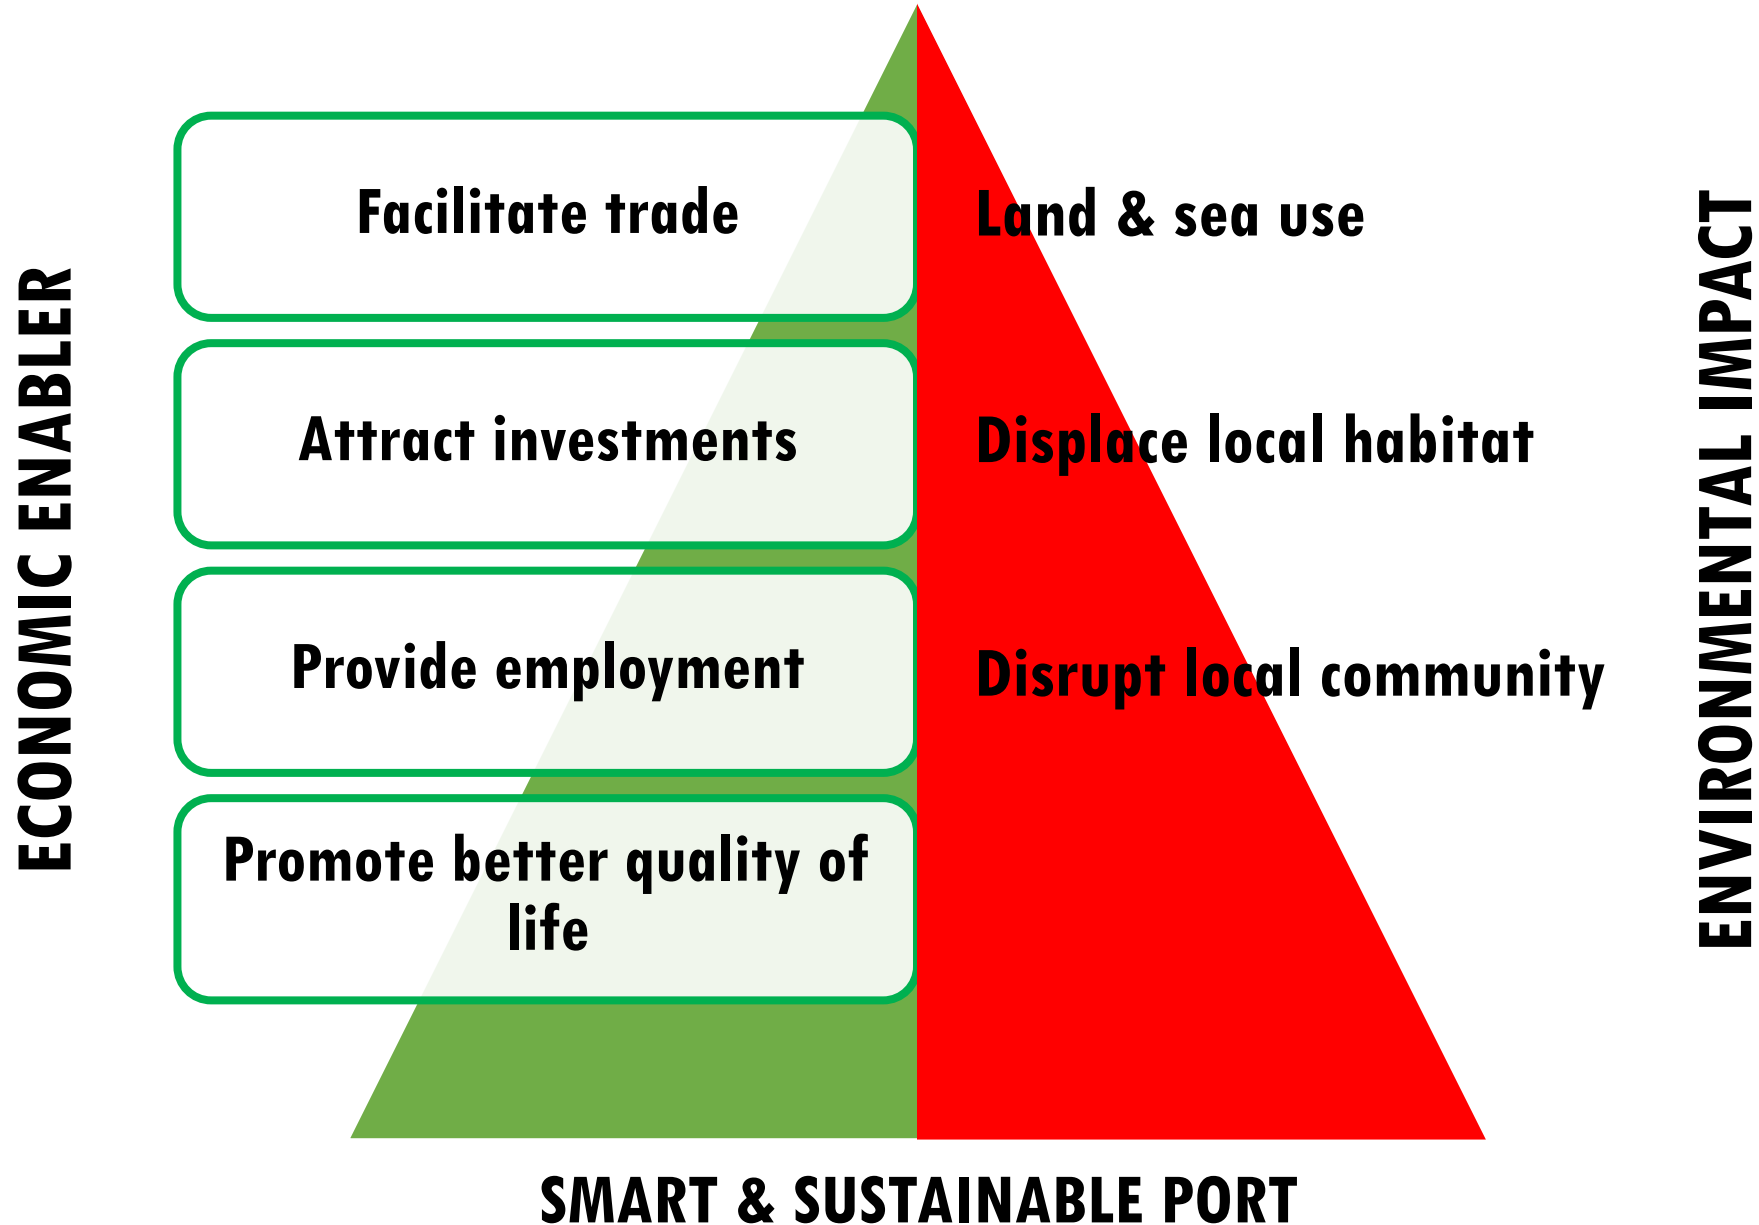 ECONOMIC ENABLER
Facilitate trade
Attract investments
Provide employment
Promote better quality of
life
Land & sea use
Displace local habitat
Disrupt local community
ENVIRONMENTAL IMPACT
SMART & SUSTAINABLE PORT